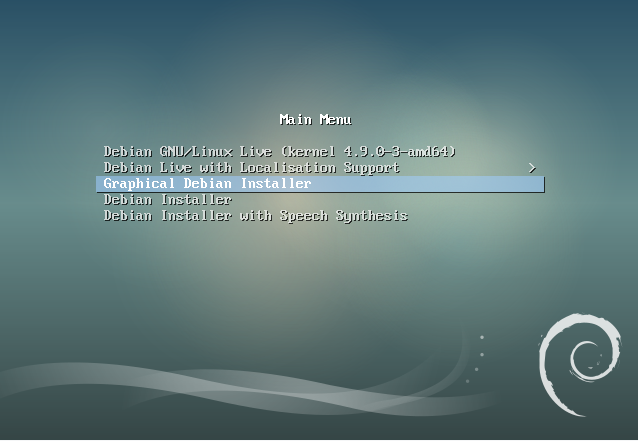 Main Menu
Debian GNU/Linux Live (kernel 4.9.0-3-amd64)
Debian Live with Localisation Support >
Graphical Debian Installer
Debian Installer
Debian Installer with Speech Synthesis